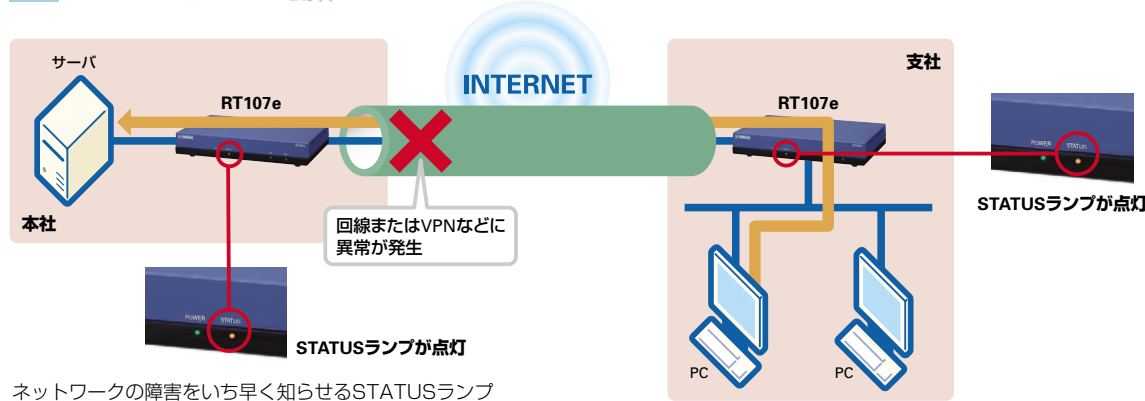 サーバ
RT107e
本社
INTERNET
回線またはVPNなどに
異常が発生
支社
RT107e
PC
PC
POWER STATUS
STATUSランプが点灯
POWER STATUS
STATUSランプが点灯
ネットワークの障害をいち早く知らせるSTATUSランプ